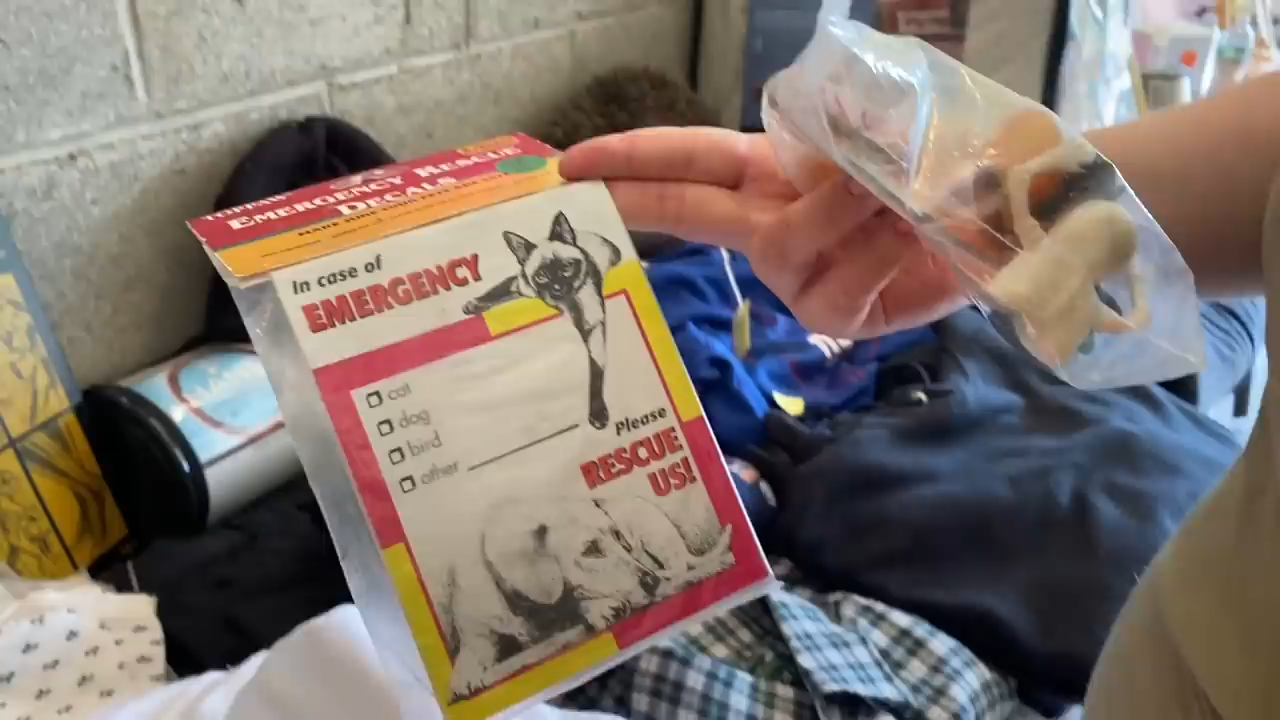 EMERGENCY RESCUE
DECALS
In case of
EMERGENCY
cat
dog
bird
other
Please
RESCUE
US!